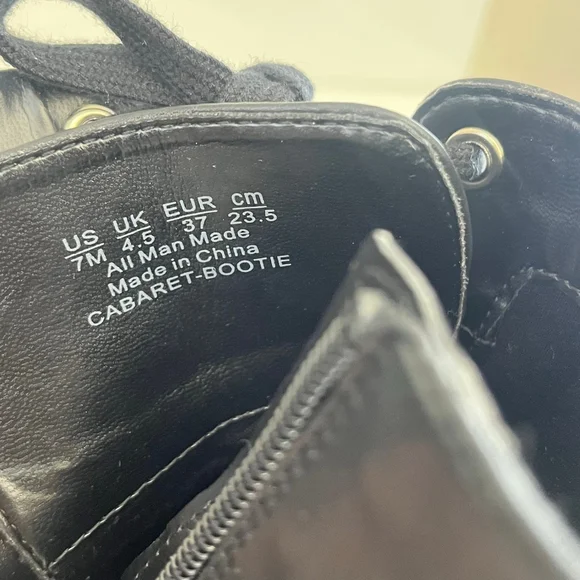 US UK EUR cm
7M 4.5 37 23.5
All Man Made
Made in China
CABARET-BOOTIE